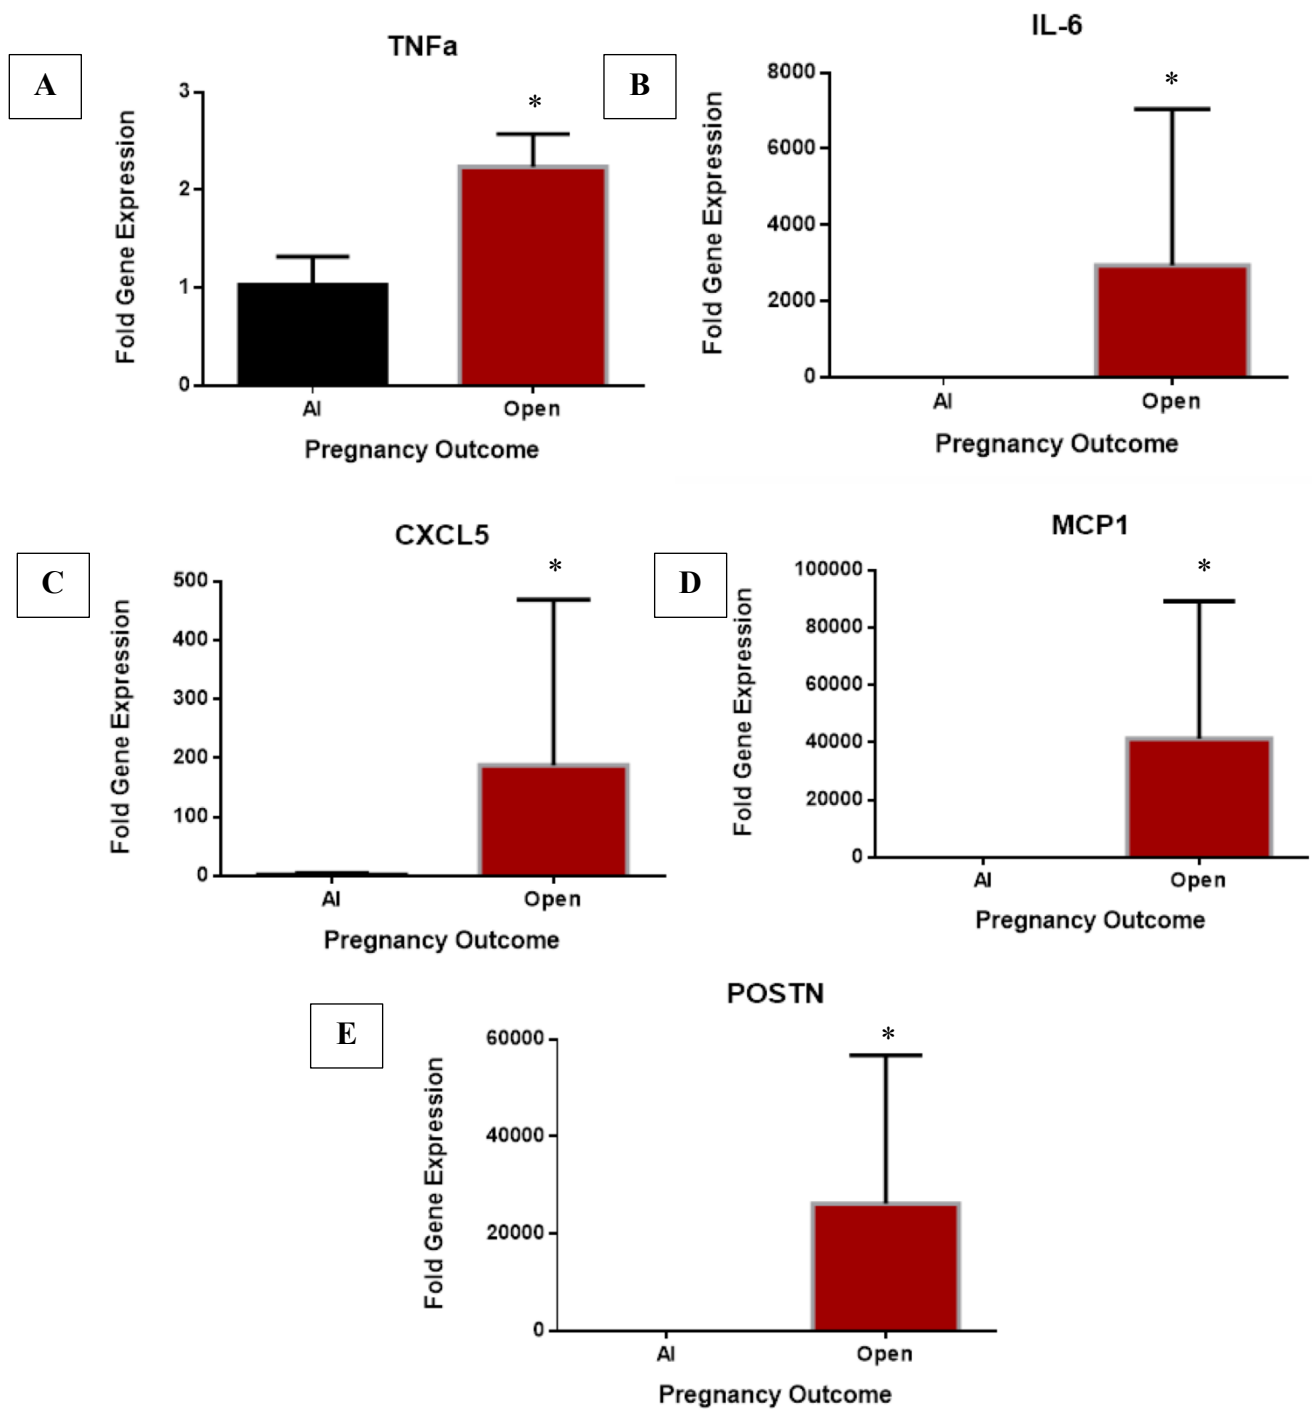 A
TNFa
*
3
2
1
0
Fold Gene Expression
AI
Open
Pregnancy Outcome
B
IL-6
*
8000
6000
4000
2000
0
Fold Gene Expression
AI
Open
Pregnancy Outcome
C
CXCL5
*
500
400
300
200
100
0
Fold Gene Expression
AI
Open
Pregnancy Outcome
D
MCP1
*
100000
80000
60000
40000
20000
0
Fold Gene Expression
AI
Open
Pregnancy Outcome
E
POSTN
*
60000
40000
20000
0
Fold Gene Expression
AI
Open
Pregnancy Outcome